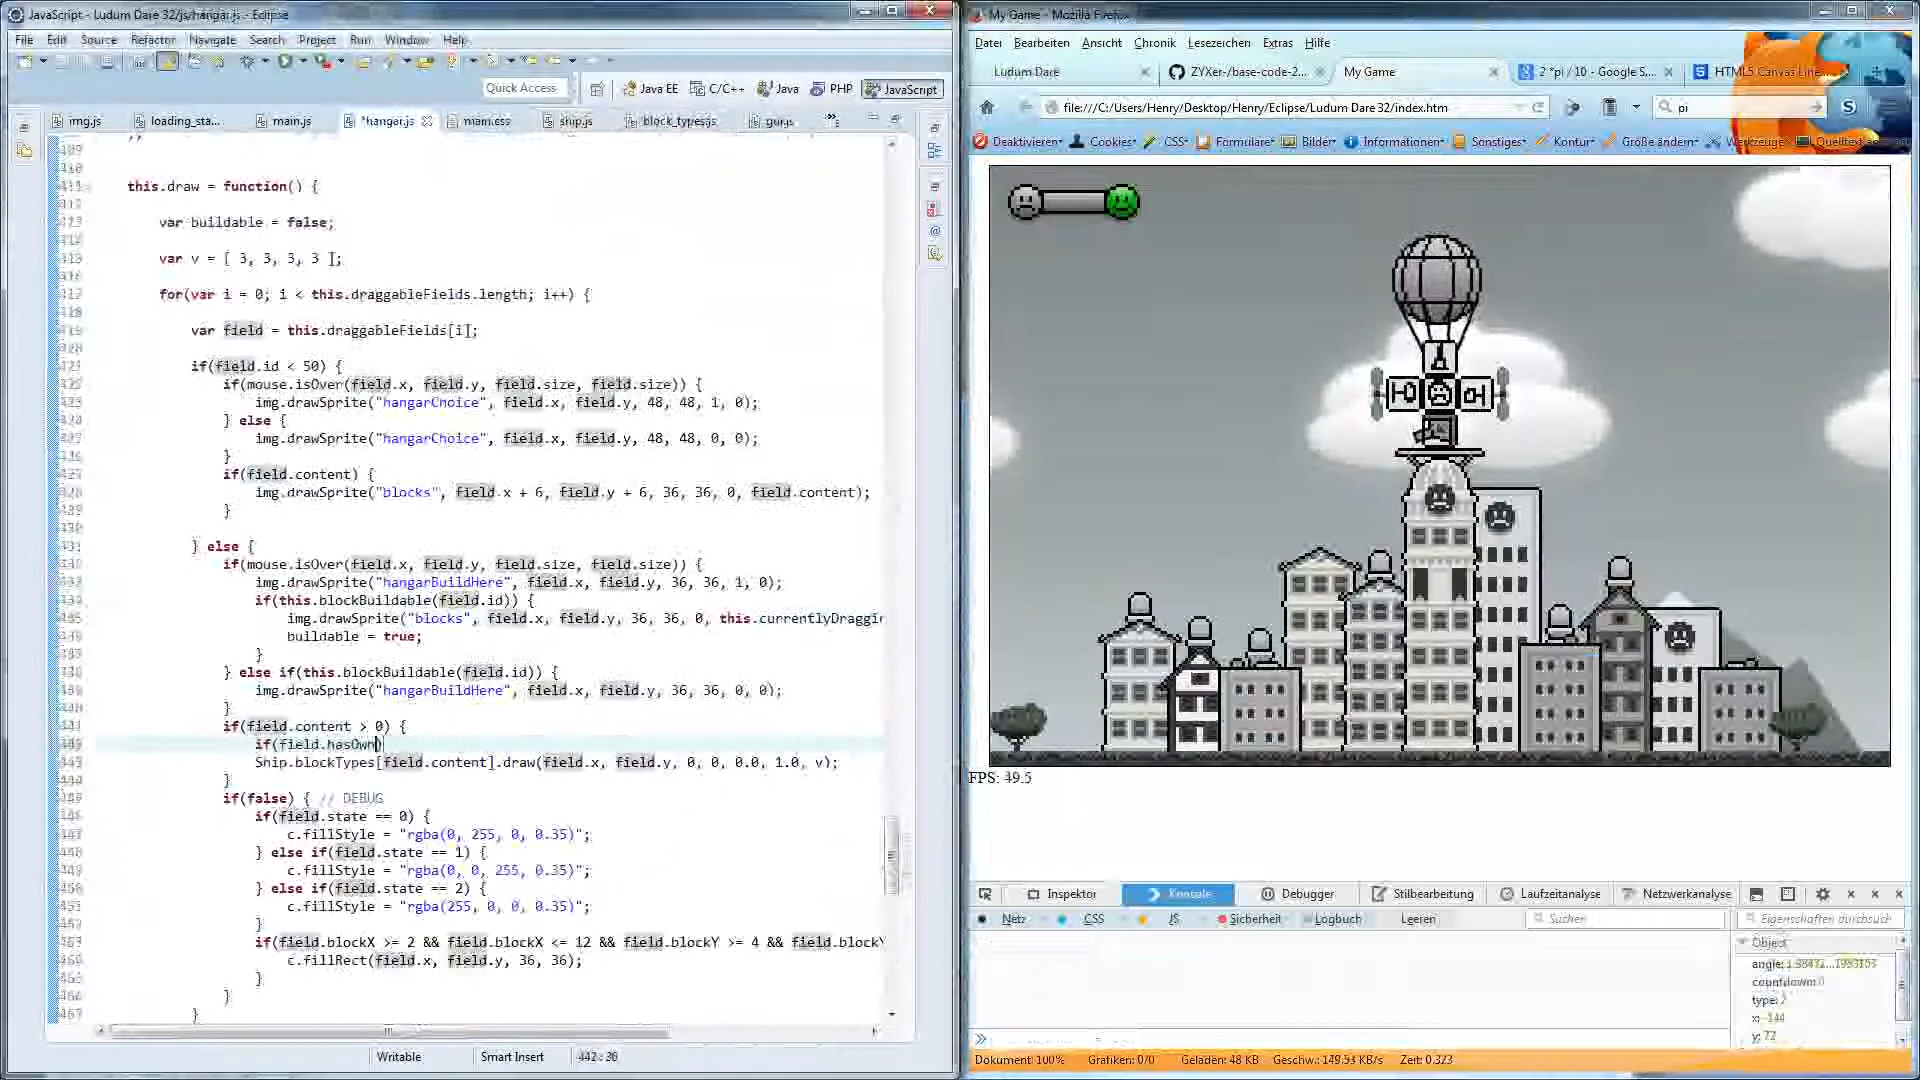 JavaScript - Ludum Dare 32/js/hangar.js - Eclipse
File Edit Source Refactor Navigate Search Project Run Window Help
Quick Access Java EE C/C++ Java PHP JavaScript
img.js loading_sta... main.js *hangar.js main.css ship.js block_types.js gui.js
this.draw = function() {
var buildable = false;
var v = [ 3, 3, 3, 3 ];
for(var i = 0; i < this.draggableFields.length; i++) {
var field = this.draggableFields[i];
if(field.id < 50) {
if(mouse.isOver(field.x, field.y, field.size, field.size)) {
img.drawSprite("hangarChoice", field.x, field.y, 48, 48, 1, 0);
} else {
img.drawSprite("hangarChoice", field.x, field.y, 48, 48, 0, 0);
}
if(field.content) {
img.drawSprite("blocks", field.x + 6, field.y + 6, 36, 36, 0, field.content);
}
} else {
if(mouse.isOver(field.x, field.y, field.size, field.size)) {
img.drawSprite("hangarBuildHere", field.x, field.y, 36, 36, 1, 0);
if(this.blockBuildable(field.id)) {
img.drawSprite("blocks", field.x, field.y, 36, 36, 0, this.currentlyDraggi
buildable = true;
}
} else if(this.blockBuildable(field.id)) {
img.drawSprite("hangarBuildHere", field.x, field.y, 36, 36, 0, 0);
}
if(field.content > 0) {
if(field.hasOwn)
Ship.blockTypes[field.content].draw(field.x, field.y, 0, 0, 0.0, 1.0, v);
}
if(false) { // DEBUG
if(field.state == 0) {
c.fillStyle = "rgba(0, 255, 0, 0.35)";
} else if(field.state == 1) {
c.fillStyle = "rgba(0, 0, 255, 0.35)";
} else if(field.state == 2) {
c.fillStyle = "rgba(255, 0, 0, 0.35)";
}
if(field.blockX >= 2 && field.blockX <= 12 && field.blockY >= 4 && field.blockY
c.fillRect(field.x, field.y, 36, 36);
}
}
}
Writable Smart Insert 442 : 36
My Game - Mozilla Firefox
Datei Bearbeiten Ansicht Chronik Lesezeichen Extras Hilfe
Ludum Dare ZYXer-/base-code-2... My Game 2 *pi / 10 - Google S... HTML5 Canvas Line
file:///C:/Users/Henry/Desktop/Henry/Eclipse/Ludum Dare 32/index.htm pi
Deaktivieren Cookies CSS Formulare Bilder Informationen Sonstiges Kontur Größe ändern Werkzeuge Quelltext
FPS: 49.5
Inspektor Konsole Debugger Stilbearbeitung Laufzeitanalyse Netzwerkanalyse
Netz CSS JS Sicherheit Logbuch Leeren Suchen Eigenschaften durchsuch
Object
countdown: 0
type: 2
x: -144
y: 72
Dokument: 100% Grafiken: 0/0 Geladen: 48 KB Geschw.: 149.53 KB/s Zeit: 0.323